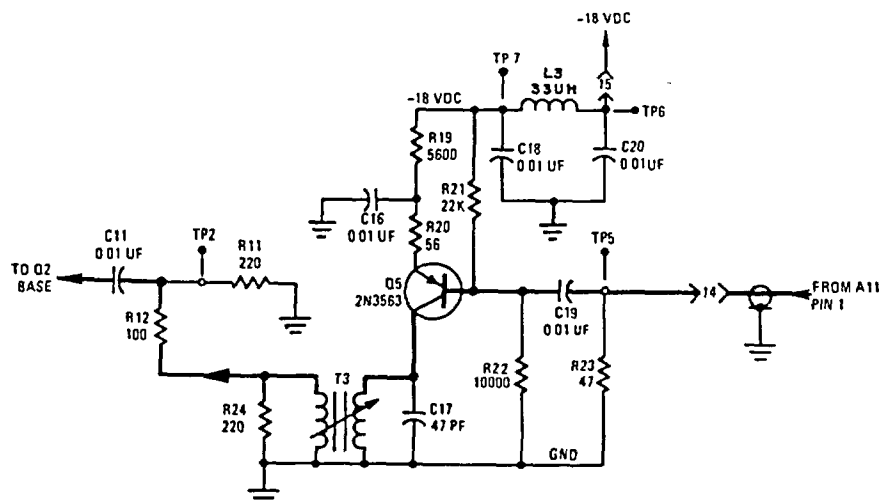 -18 VDC
TP 7
L3
33UH
15
-18 VDC
TP6
R19
5600
C18
0 01 UF
C20
0 01 UF
R21
22K
C16
0 01 UF
R20
56
C11
0 01 UF
TP2
R11
220
TP5
Q5
2N3563
TO Q2
BASE
C19
0 01 UF
14
FROM A11
PIN 1
R12
100
T3
R22
10000
R23
47
R24
220
C17
47 PF
GND